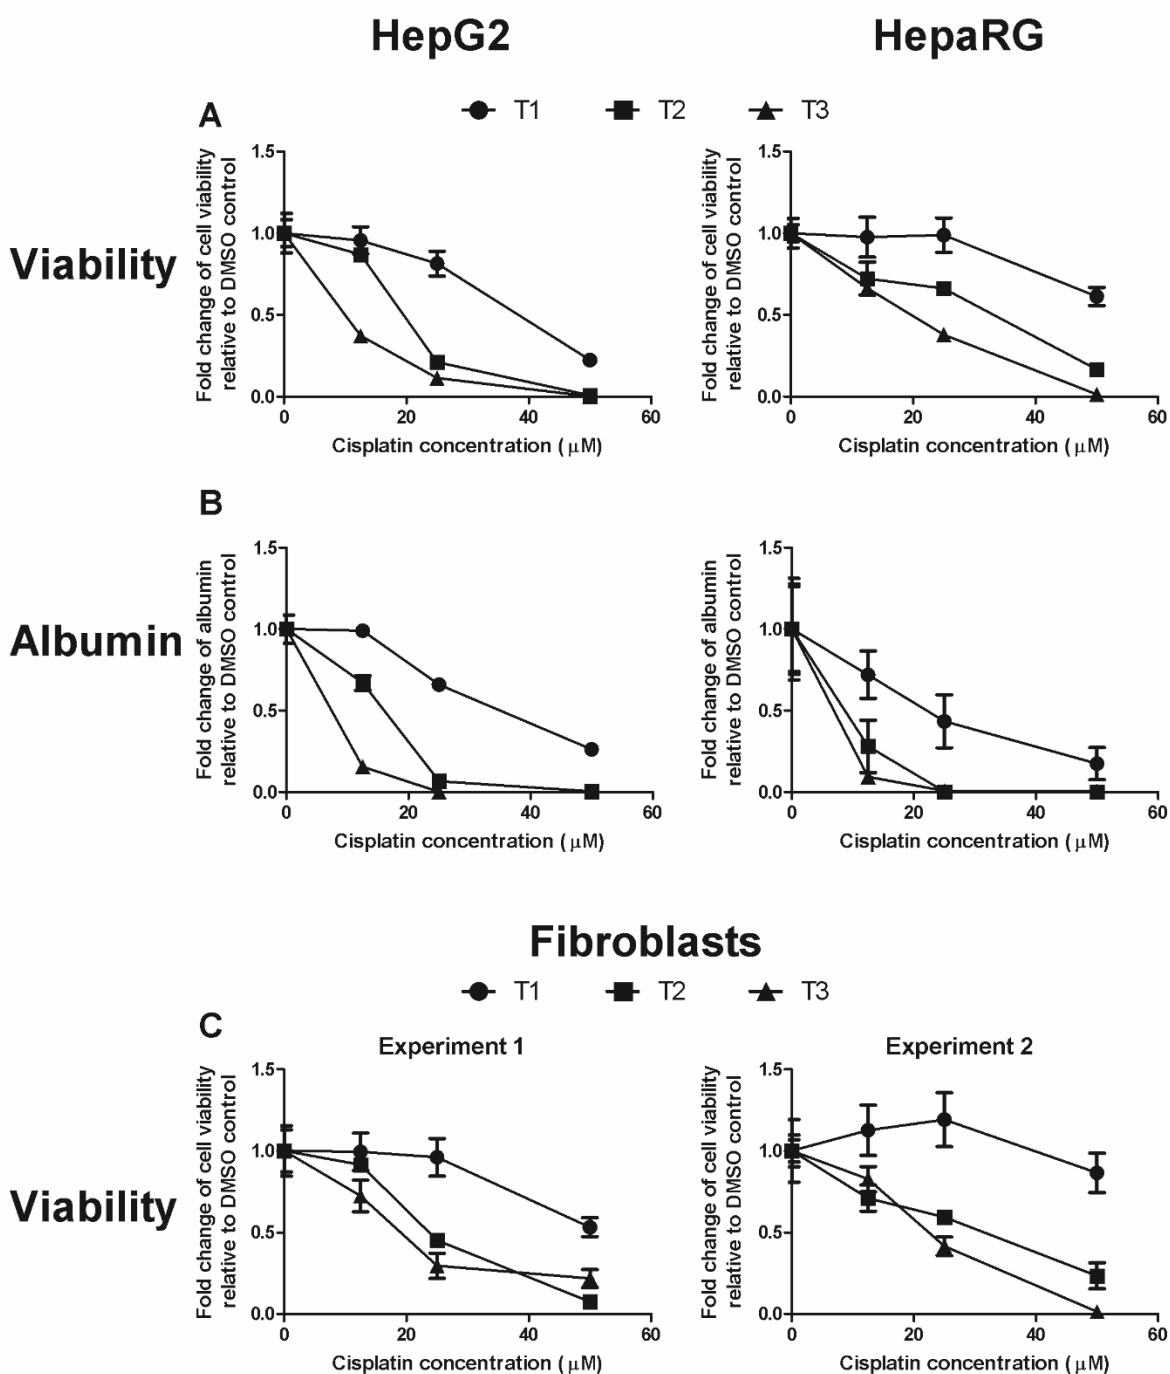 HepG2 HepaRG
A
T1 T2 T3
Viability
Fold change of cell viability
relative to DMSO control
1.5
1.0
0.5
0.0
0 20 40 60
Cisplatin concentration ( μM)
Fold change of cell viability
relative to DMSO control
1.5
1.0
0.5
0.0
0 20 40 60
Cisplatin concentration ( μM)
B
Albumin
Fold change of albumin
relative to DMSO control
1.5
1.0
0.5
0.0
0 20 40 60
Cisplatin concentration ( μM)
Fold change of albumin
relative to DMSO control
1.5
1.0
0.5
0.0
0 20 40 60
Cisplatin concentration ( μM)
Fibroblasts
T1 T2 T3
C
Viability
Experiment 1
Fold change of cell viability
relative to DMSO control
1.5
1.0
0.5
0.0
0 20 40 60
Cisplatin concentration ( μM)
Experiment 2
Fold change of cell viability
relative to DMSO control
1.5
1.0
0.5
0.0
0 20 40 60
Cisplatin concentration ( μM)